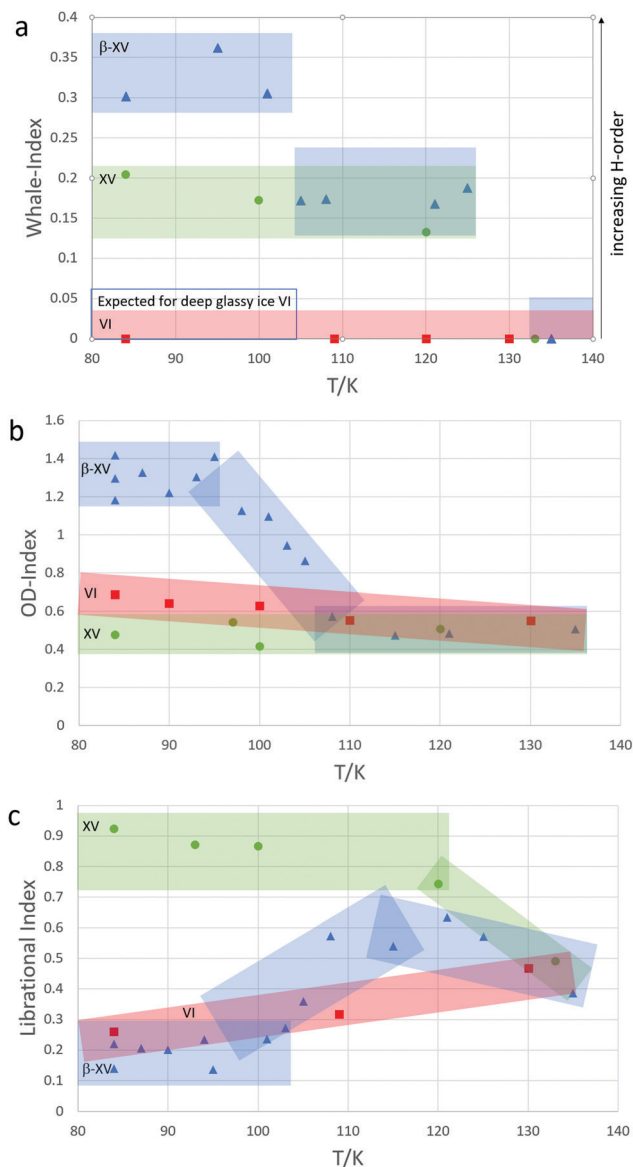 a
0.4
0.35
0.3
0.25
0.2
0.15
0.1
0.05
0
Whale-Index
β-XV
XV
Expected for deep glassy ice VI
VI
increasing H-order
80 90 100 110 120 130 140
T/K
b
1.6
1.4
1.2
1
0.8
0.6
0.4
0.2
0
OD-Index
β-XV
VI
XV
80 90 100 110 120 130 140
T/K
c
1
0.9
0.8
0.7
0.6
0.5
0.4
0.3
0.2
0.1
0
Librational Index
XV
VI
β-XV
80 90 100 110 120 130 140
T/K